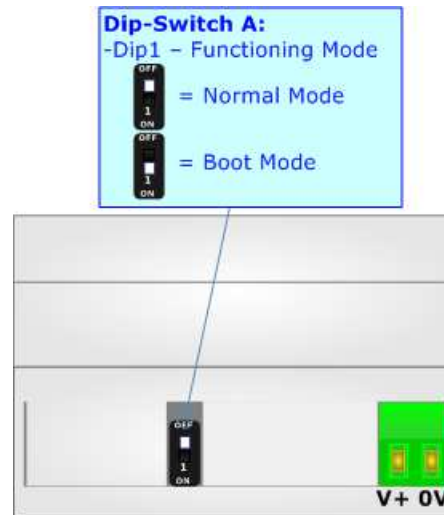 Dip-Switch A:
-Dip1 – Functioning Mode
OFF
= Normal Mode
1
ON
OFF
= Boot Mode
1
ON
OFF
1
ON
V+ 0V